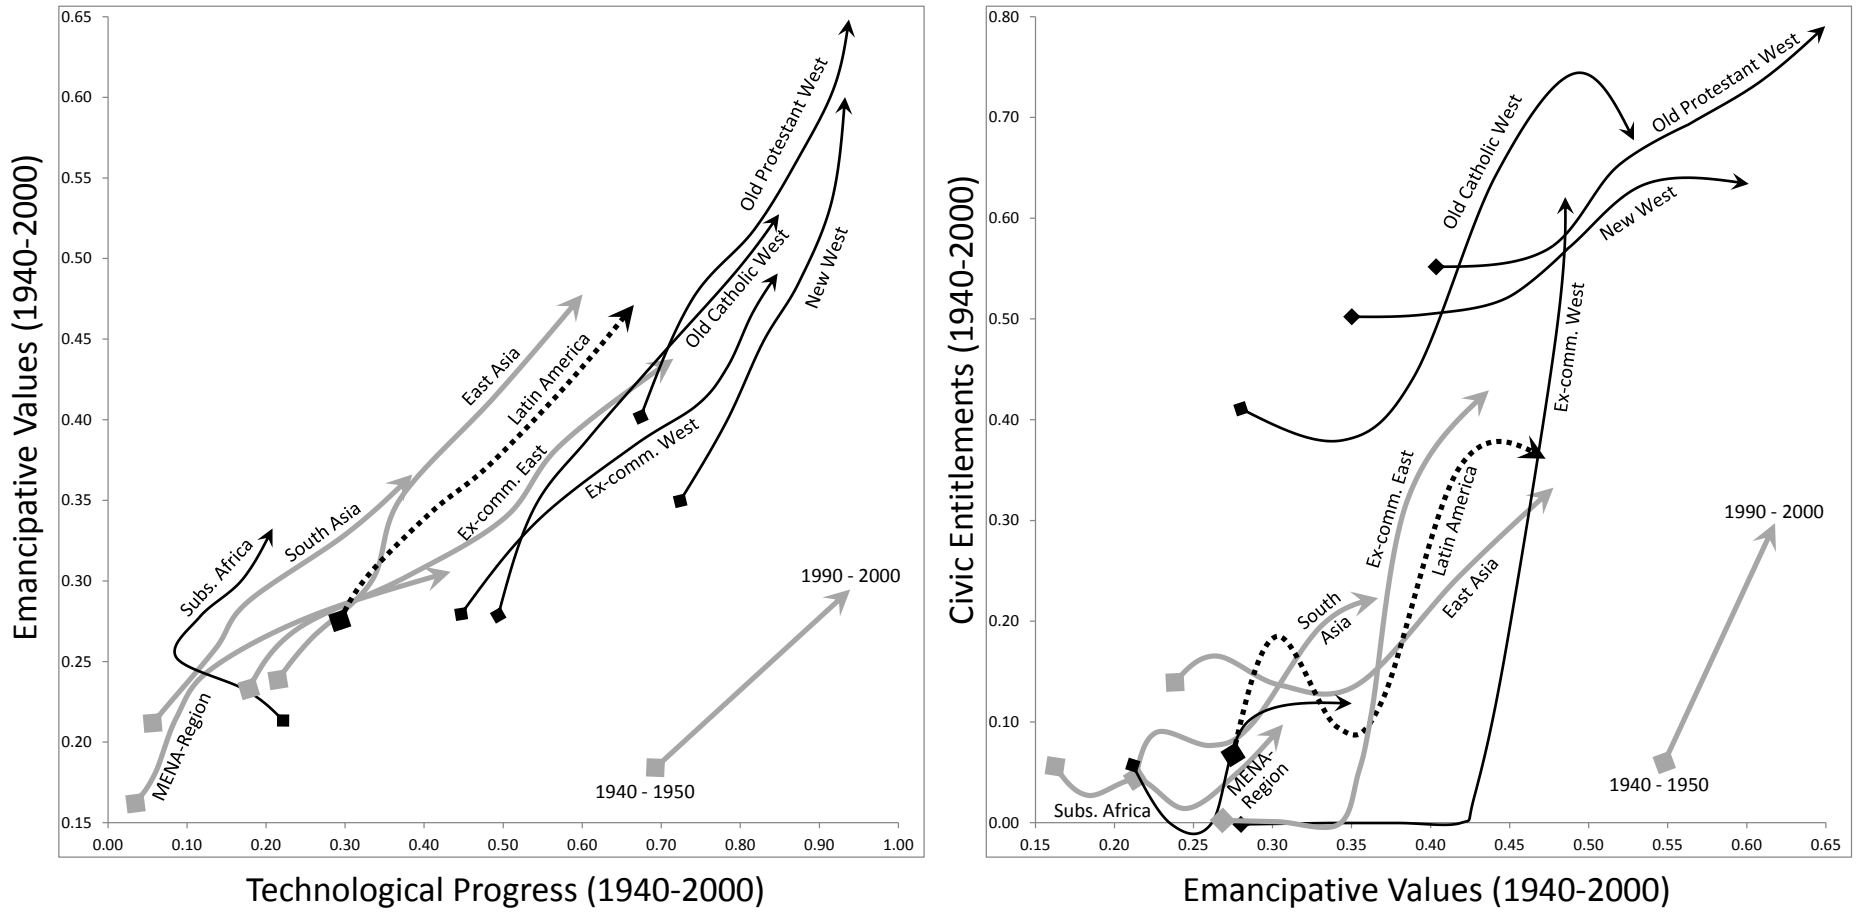 0.65
0.60
0.55
0.50
0.45
0.40
0.35
0.30
0.25
0.20
0.15
0.00
0.10
0.20
0.30
0.40
0.50
0.60
0.70
0.80
0.90
1.00
Emancipative Values (1940-2000)
Technological Progress (1940-2000)
Old Protestant West
Old Catholic West
New West
East Asia
Latin America
Ex-comm. East
Ex-comm. West
South Asia
Subs. Africa
MENA-Region
1990 - 2000
1940 - 1950
0.80
0.70
0.60
0.50
0.40
0.30
0.20
0.10
0.00
0.15
0.20
0.25
0.30
0.35
0.40
0.45
0.50
0.55
0.60
0.65
Civic Entitlements (1940-2000)
Emancipative Values (1940-2000)
Old Catholic West
Old Protestant West
New West
Ex-comm. West
Ex-comm. East
Latin America
East Asia
South
Asia
MENA-
Region
Subs. Africa
1990 - 2000
1940 - 1950